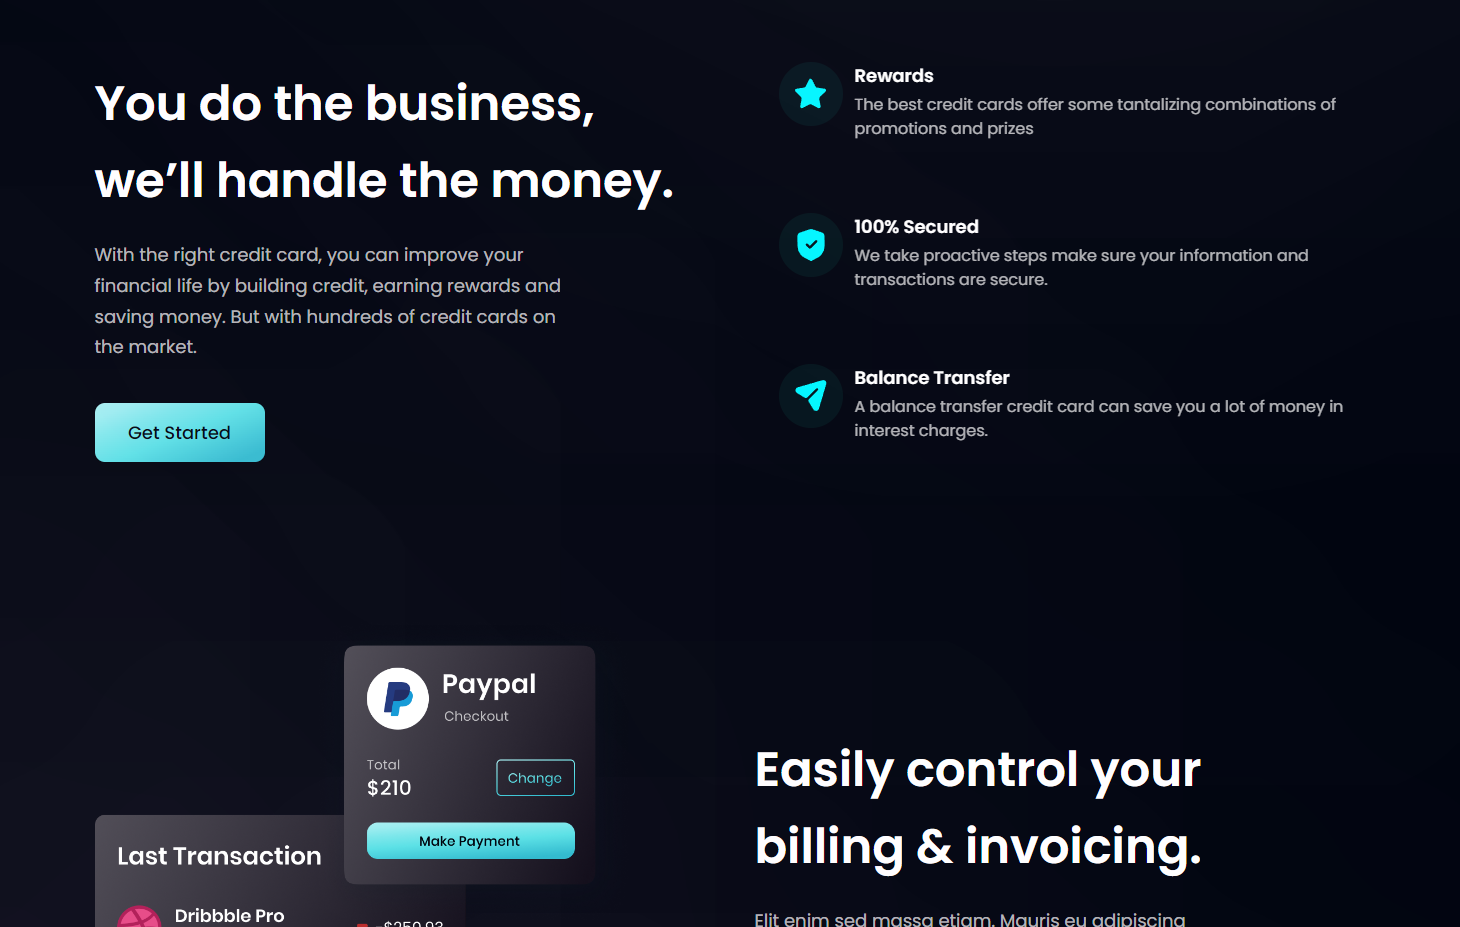 You do the business,
we’ll handle the money.
With the right credit card, you can improve your
financial life by building credit, earning rewards and
saving money. But with hundreds of credit cards on
the market.
Get Started
Rewards
The best credit cards offer some tantalizing combinations of
promotions and prizes
100% Secured
We take proactive steps make sure your information and
transactions are secure.
Balance Transfer
A balance transfer credit card can save you a lot of money in
interest charges.
Paypal
Checkout
Total
$210
Change
Make Payment
Last Transaction
Dribbble Pro
-$250.93
Easily control your
billing & invoicing.
Elit enim sed massa etiam. Mauris eu adipiscing